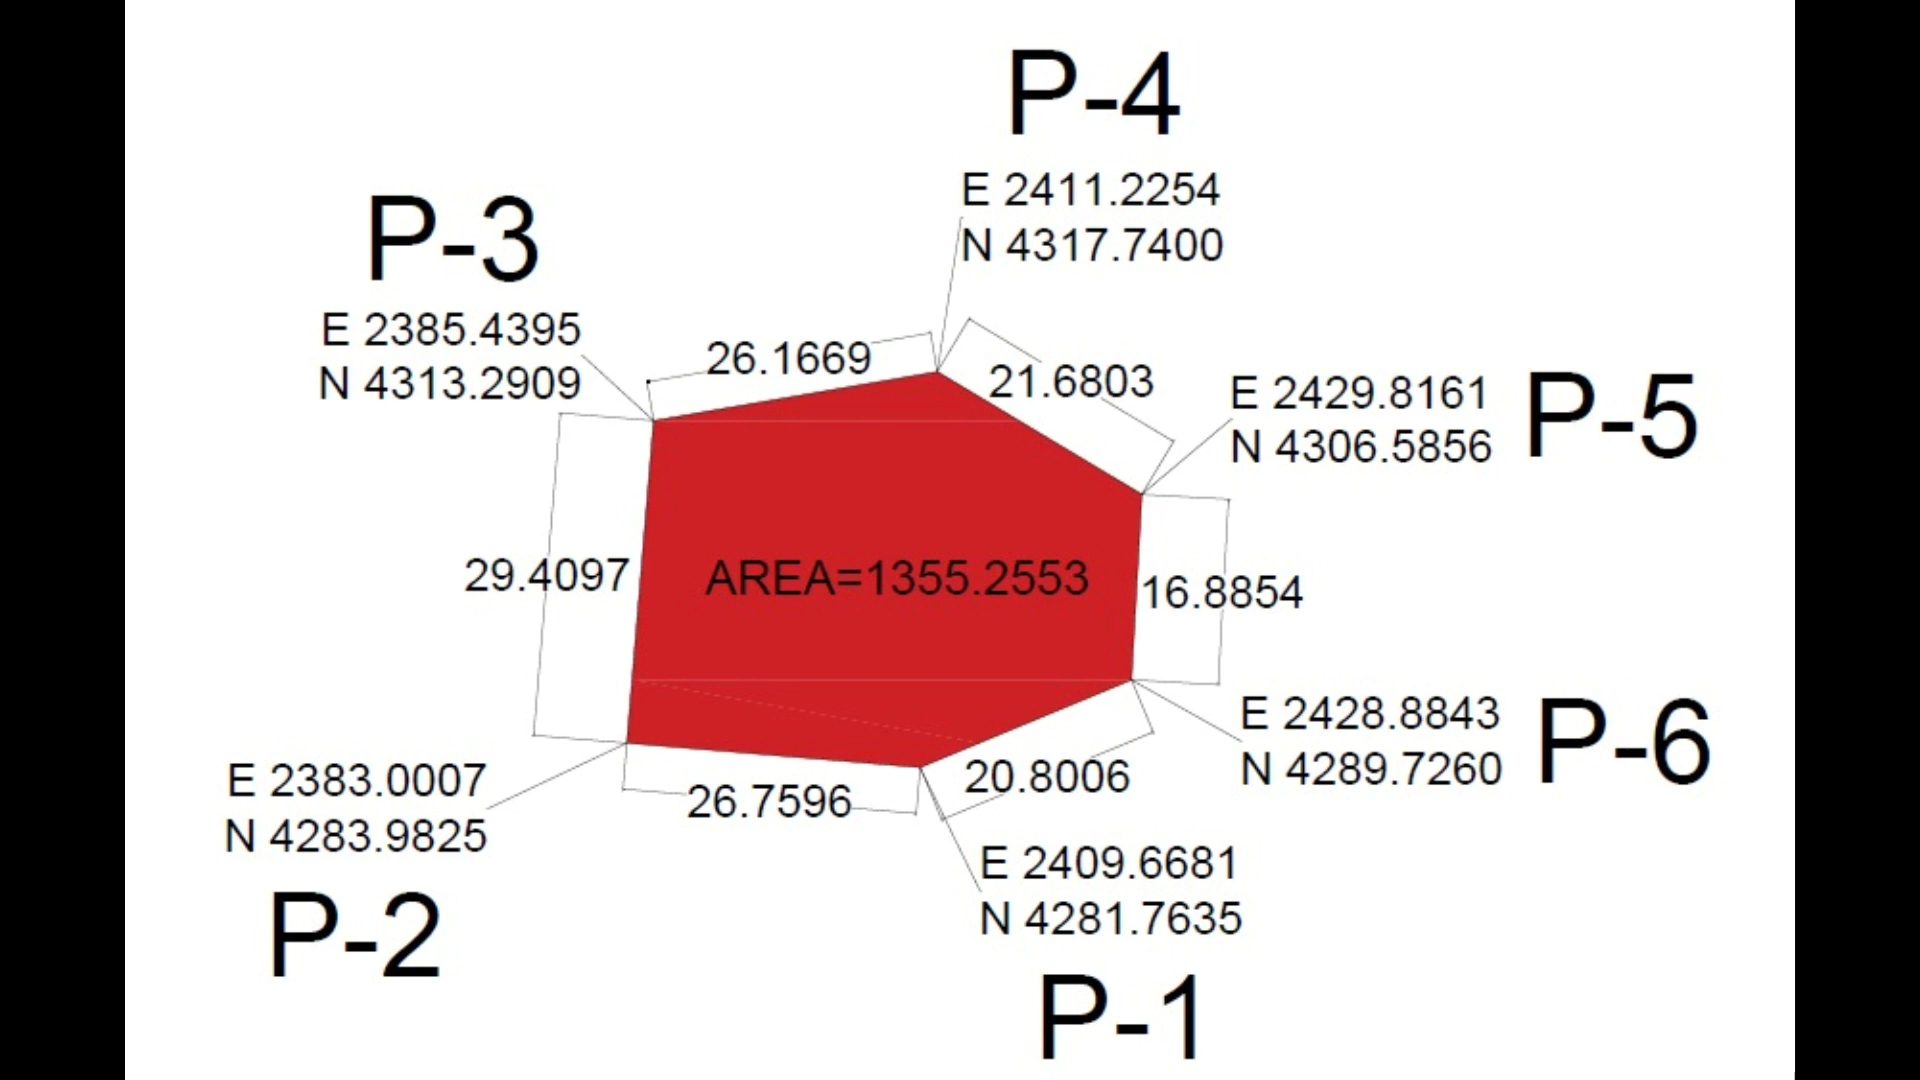 P-4
E 2411.2254
N 4317.7400
P-3
E 2385.4395
N 4313.2909
26.1669
21.6803
E 2429.8161
N 4306.5856
P-5
29.4097
AREA=1355.2553
16.8854
E 2428.8843
N 4289.7260
P-6
E 2383.0007
N 4283.9825
26.7596
20.8006
P-2
E 2409.6681
N 4281.7635
P-1